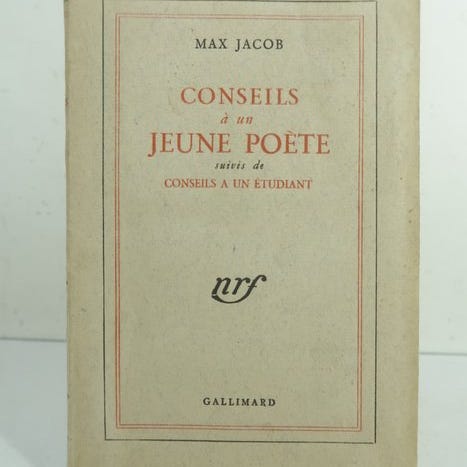 MAX JACOB
CONSEILS
à un
JEUNE POÈTE
suivis de
CONSEILS A UN ÉTUDIANT
nrf
GALLIMARD